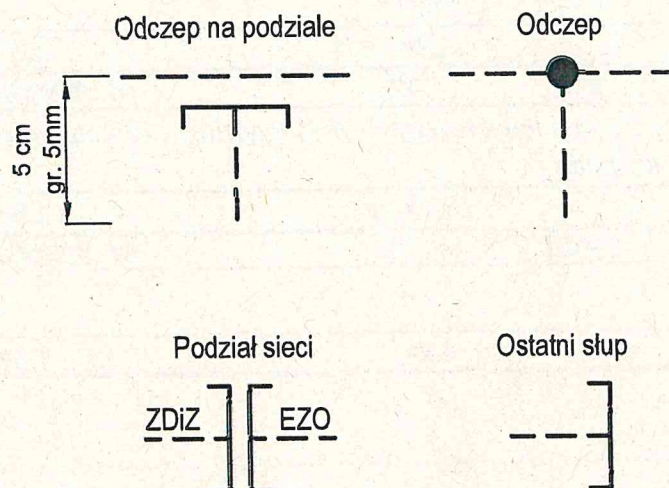 Odczep na podziale
Odczep
5 cm
gr. 5mm
Podział sieci
Ostatni słup
ZDiZ
EZO